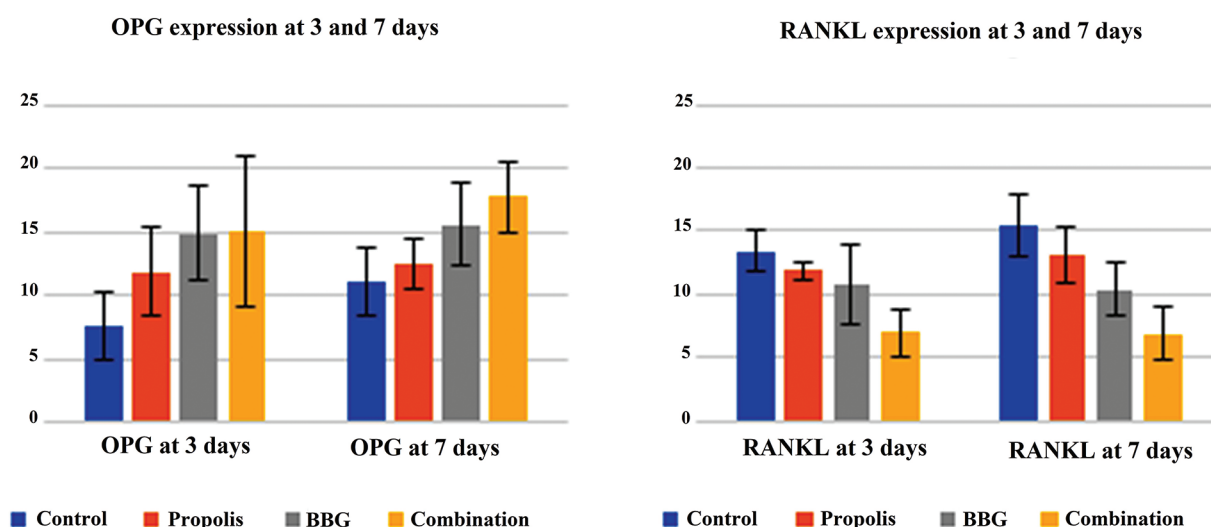 OPG expression at 3 and 7 days
25
20
15
10
5
0
OPG at 3 days OPG at 7 days
Control Propolis BBG Combination
RANKL expression at 3 and 7 days
25
20
15
10
5
0
RANKL at 3 days RANKL at 7 days
Control Propolis BBG Combination